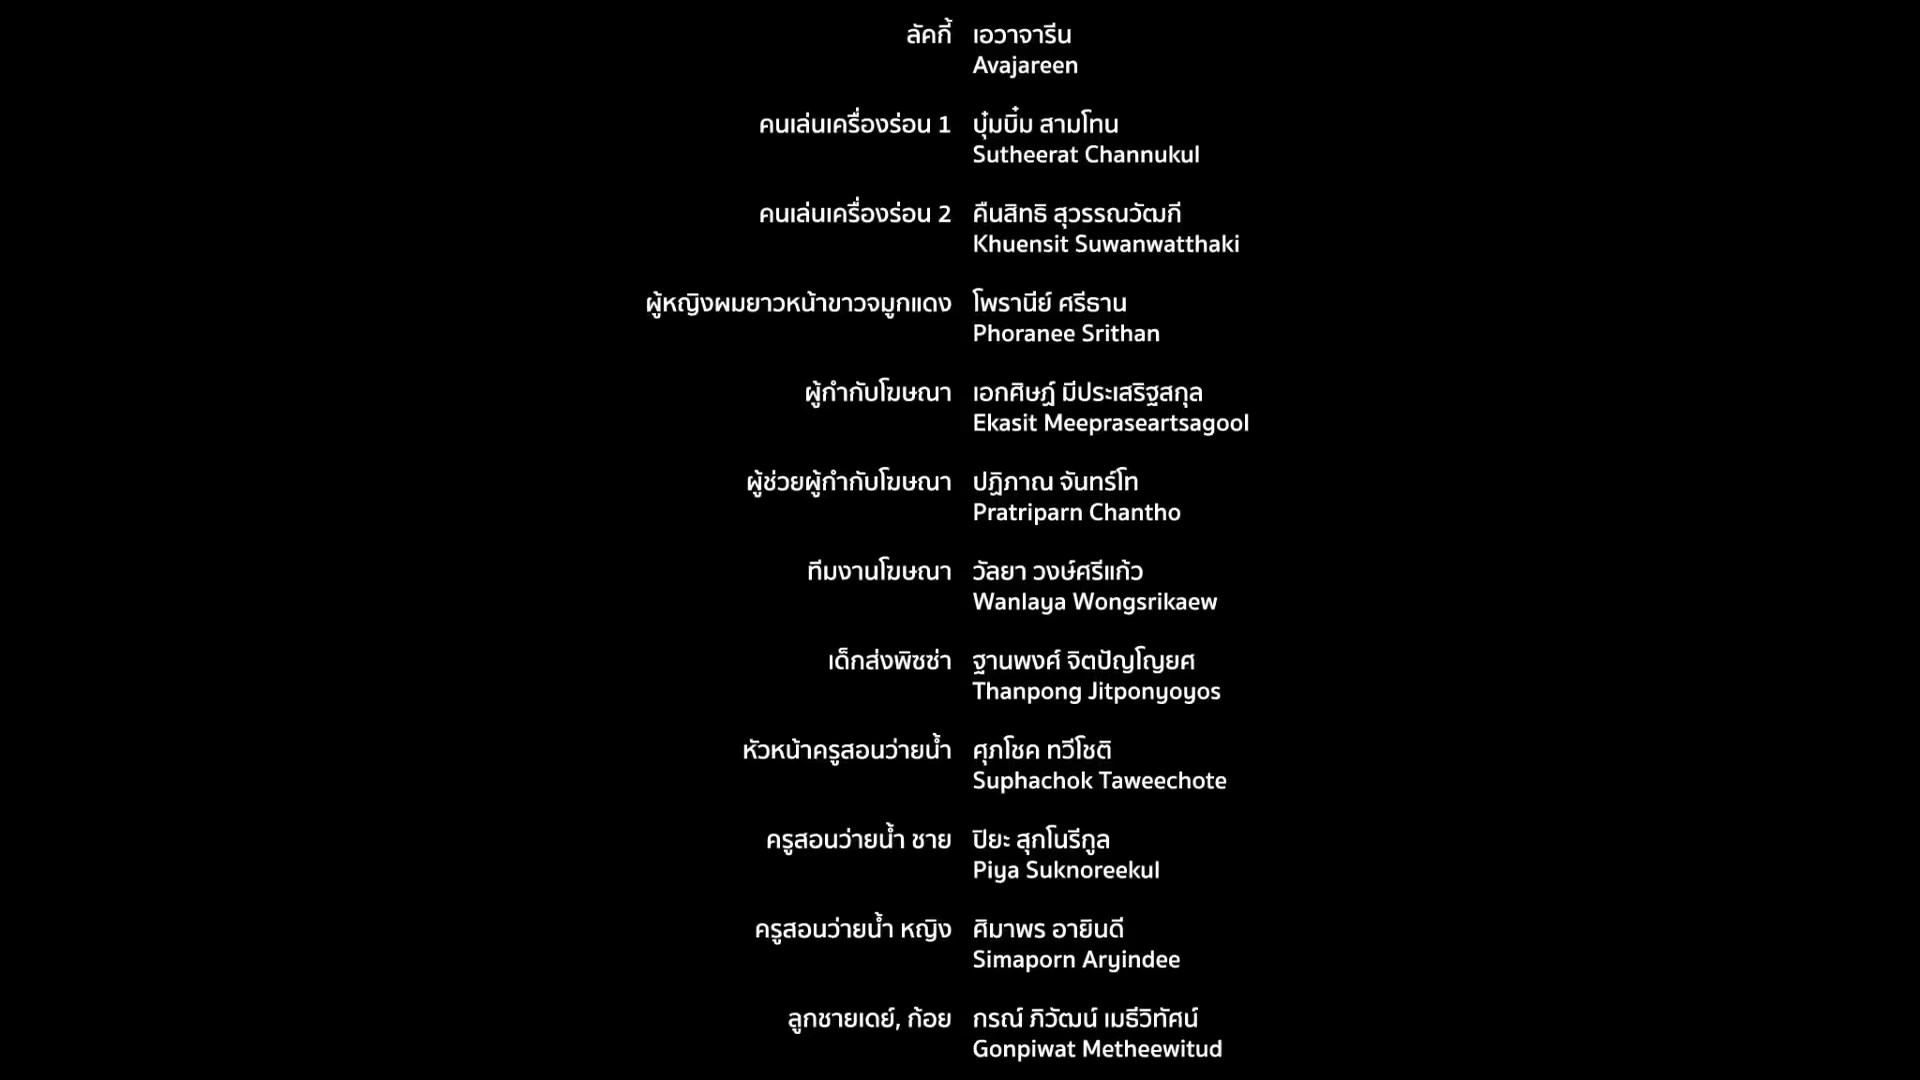 ลัคกี้ เอวาจารีน
Avajareen
คนเล่นเครื่องร่อน 1 บุ๋มบิ๋ม สามโทน
Sutheerat Channukul
คนเล่นเครื่องร่อน 2 คืนสิทธิ สุวรรณวัฒกี
Khuensit Suwanwatthaki
ผู้หญิงผมยาวหน้าขาวจมูกแดง โพรานีย์ ศรีธาน
Phoranee Srithan
ผู้กำกับโฆษณา เอกศิษฏ์ มีประเสริฐสกุล
Ekasit Meepraseartsagool
ผู้ช่วยผู้กำกับโฆษณา ปฏิภาณ จันทร์โท
Pratriparn Chantho
ทีมงานโฆษณา วัลยา วงษ์ศรีแก้ว
Wanlaya Wongsrikaew
เด็กส่งพิซซ่า ฐานพงศ์ จิตปัญโญยศ
Thanpong Jitponyoyos
หัวหน้าครูสอนว่ายน้ำ ศุภโชค ทวีโชติ
Suphachok Taweechote
ครูสอนว่ายน้ำ ชาย ปิยะ สุกโนรีกูล
Piya Suknoreekul
ครูสอนว่ายน้ำ หญิง ศิมาพร อายินดี
Simaporn Aryindee
ลูกชายเดย์, ก้อย กรณ์ ภิวัฒน์ เมธีวิทัศน์
Gonpiwat Metheewitud